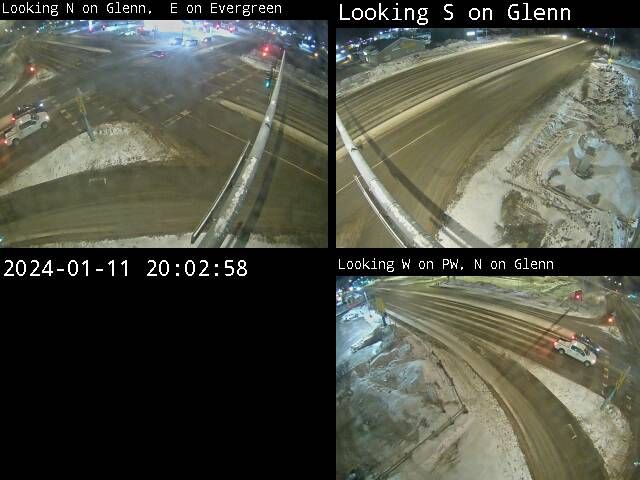 Looking N on Glenn,  E on Evergreen
Looking S on Glenn
2024-01-11 20:02:58
Looking W on PW, N on Glenn